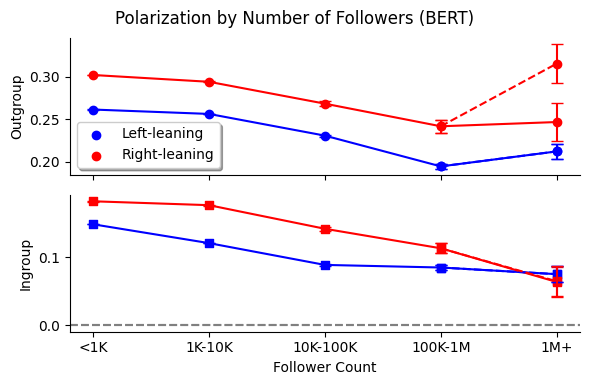 Polarization by Number of Followers (BERT)
Outgroup
0.30
0.25
0.20
Left-leaning
Right-leaning
Ingroup
0.1
0.0
<1K
1K-10K
10K-100K
100K-1M
1M+
Follower Count